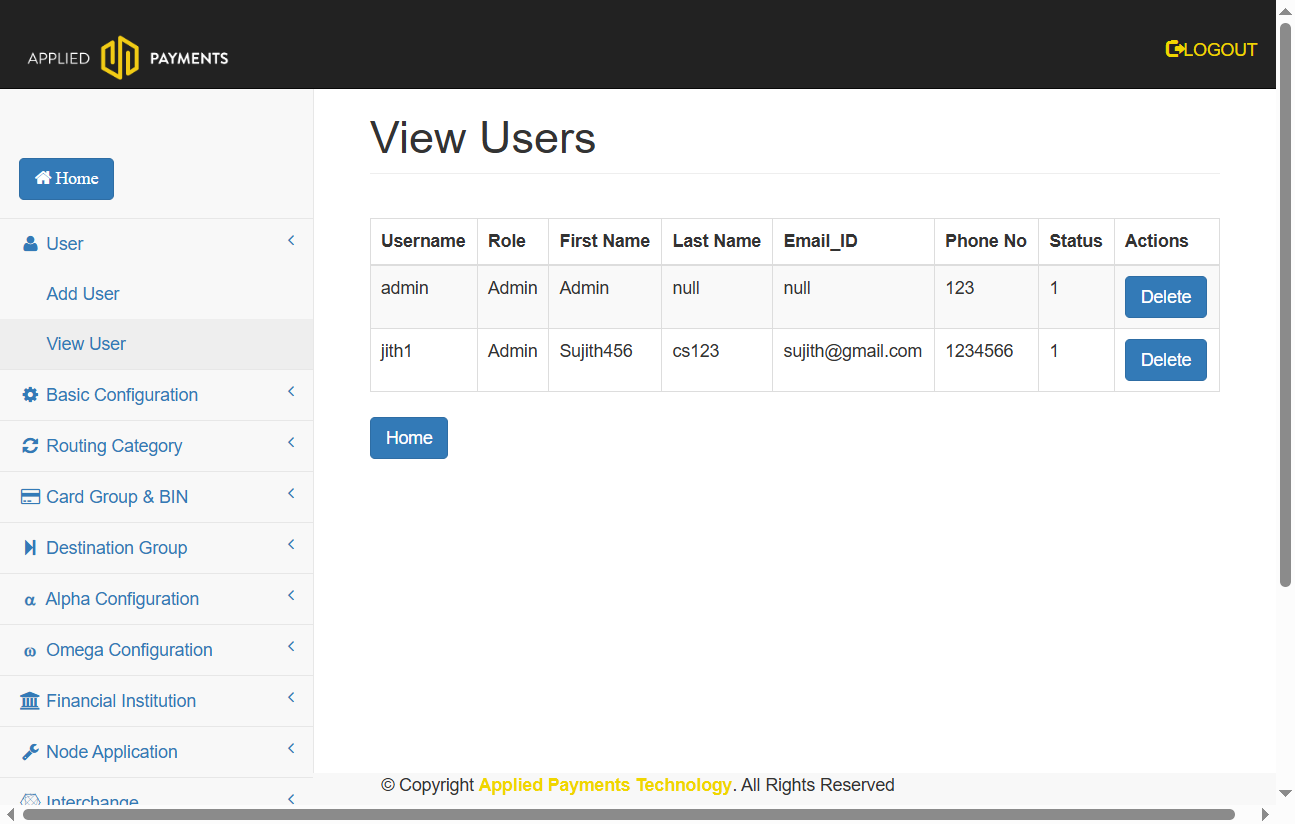 APPLIED PAYMENTS
LOGOUT
Home
User
Add User
View User
Basic Configuration
Routing Category
Card Group & BIN
Destination Group
α Alpha Configuration
ω Omega Configuration
Financial Institution
Node Application
Interchange
View Users
Username Role First Name Last Name Email_ID Phone No Status Actions
admin Admin Admin null null 123 1 Delete
jith1 Admin Sujith456 cs123 sujith@gmail.com 1234566 1 Delete
Home
© Copyright Applied Payments Technology. All Rights Reserved